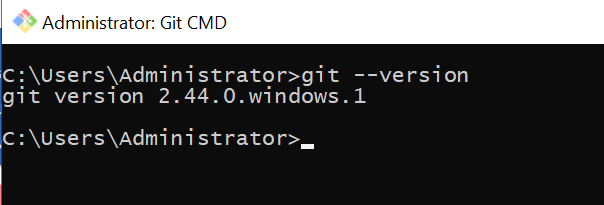 Administrator: Git CMD
C:\Users\Administrator>git --version
git version 2.44.0.windows.1
C:\Users\Administrator>